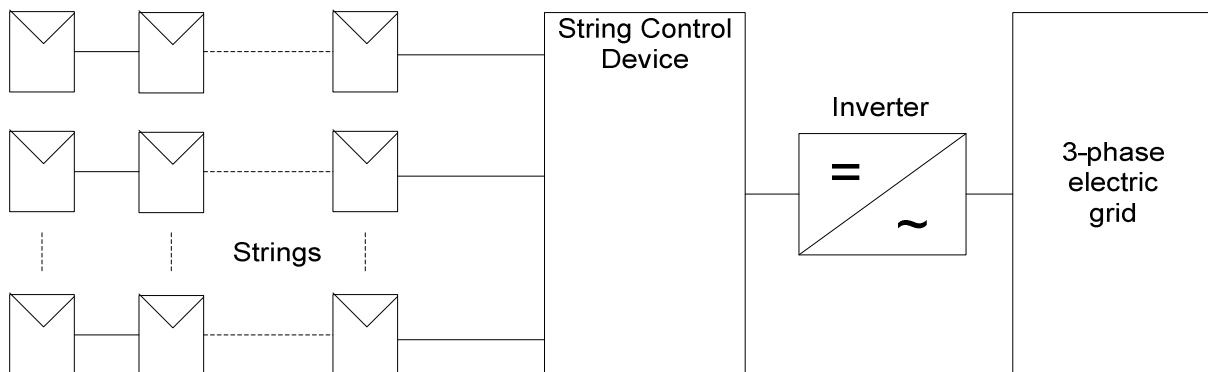 String Control
Device
Inverter
=
~
3-phase
electric
grid
Strings